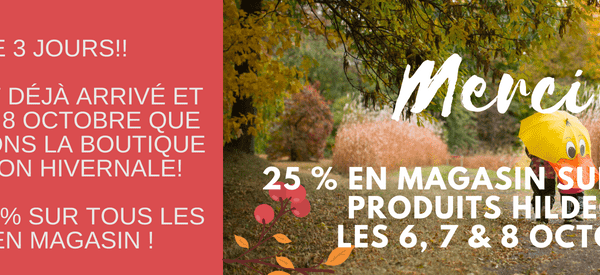 E 3 JOURS!!
DÉJÀ ARRIVÉ ET
8 OCTOBRE QUE
ONS LA BOUTIQUE
ON HIVERNALE!
% SUR TOUS LES
EN MAGASIN !
Merci
25 % EN MAGASIN SU
PRODUITS HILDE
LES 6, 7 & 8 OCTO